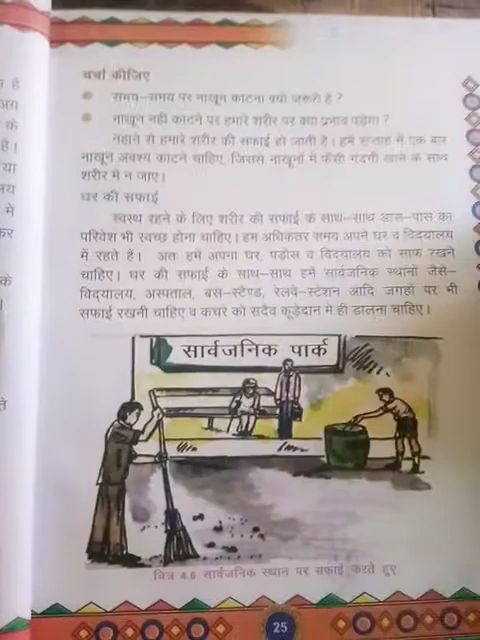 चर्चा कीजिए
समय-समय पर नाखून काटना क्यों जरूरी है ?
नाखून नहीं काटने पर हमारे शरीर पर क्या प्रभाव पड़ेगा ?
नहाने से हमारे शरीर की सफाई हो जाती है। हमें सप्ताह में एक बार
नाखून अवश्य काटने चाहिए, जिससे नाखूनों में फँसी गंदगी खाने के साथ
शरीर में न जाए।
घर की सफाई
स्वस्थ रहने के लिए शरीर की सफाई के साथ-साथ आस-पास का
परिवेश भी स्वच्छ होना चाहिए। हम अधिकतर समय अपने घर व विद्यालय
में रहते हैं। अतः हमें अपना घर, पड़ोस व विद्यालय को साफ रखने
चाहिए। घर की सफाई के साथ-साथ हमें सार्वजनिक स्थानों जैसे-
विद्यालय, अस्पताल, बस-स्टैण्ड, रेलवे-स्टेशन आदि जगहों पर भी
सफाई रखनी चाहिए व कचरे को सदैव कूड़ेदान में ही डालना चाहिए।
सार्वजनिक पार्क
चित्र 4.6 सार्वजनिक स्थान पर सफाई करते हुए
25